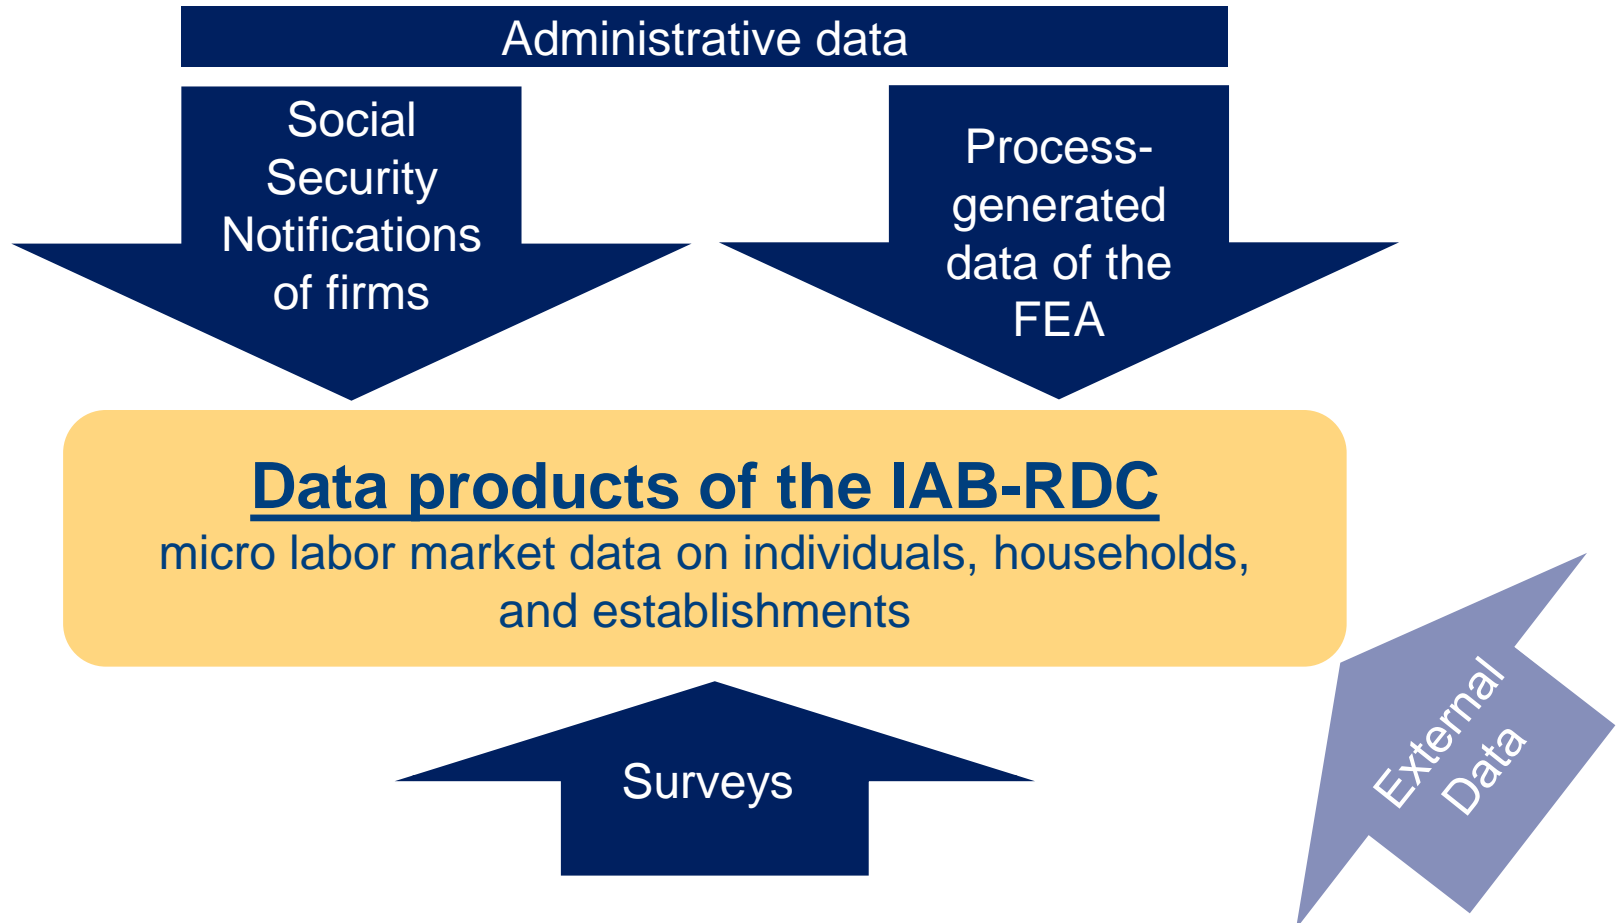 Administrative data
Social
Security
Notifications
of firms
Process-
generated
data of the
FEA
Data products of the IAB-RDC
micro labor market data on individuals, households,
and establishments
Surveys
External
Data